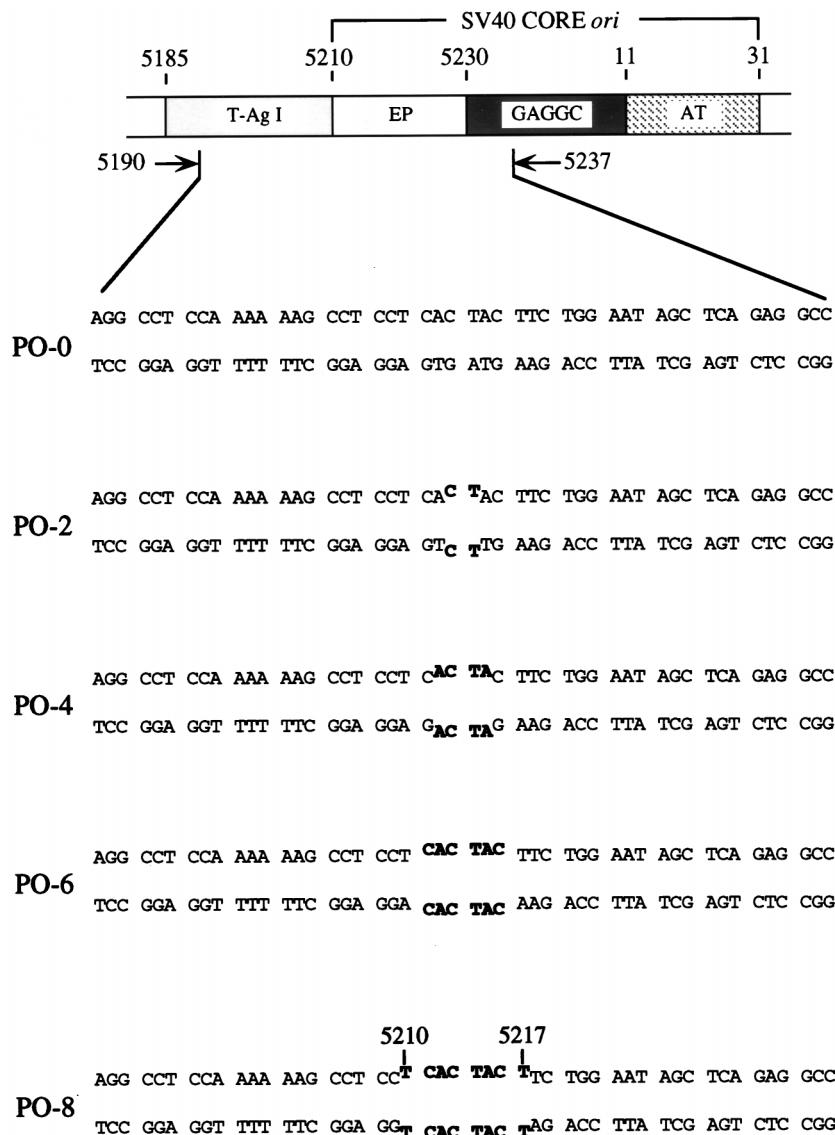 SV40 CORE ori
5185 5210 5230 11 31
T-Ag I EP GAGGC AT
5190 5237
AGG CCT CCA AAA AAG CCT CCT CAC TAC TTC TGG AAT AGC TCA GAG GCC
PO-0
TCC GGA GGT TTT TTC GGA GGA GTG ATG AAG ACC TTA TCG AGT CTC CGG
AGG CCT CCA AAA AAG CCT CCT CAC TAC TTC TGG AAT AGC TCA GAG GCC
PO-2
TCC GGA GGT TTT TTC GGA GGA GTC TTG AAG ACC TTA TCG AGT CTC CGG
AGG CCT CCA AAA AAG CCT CCT CAC TAC TTC TGG AAT AGC TCA GAG GCC
PO-4
TCC GGA GGT TTT TTC GGA GGA GAC TAG AAG ACC TTA TCG AGT CTC CGG
AGG CCT CCA AAA AAG CCT CCT CAC TAC TTC TGG AAT AGC TCA GAG GCC
PO-6
TCC GGA GGT TTT TTC GGA GGA CAC TAC AAG ACC TTA TCG AGT CTC CGG
5210 5217
AGG CCT CCA AAA AAG CCT CCT CAC TAC TTC TGG AAT AGC TCA GAG GCC
PO-8
TCC GGA GGT TTT TTC GGA GGT CAC TAC TAG ACC TTA TCG AGT CTC CGG